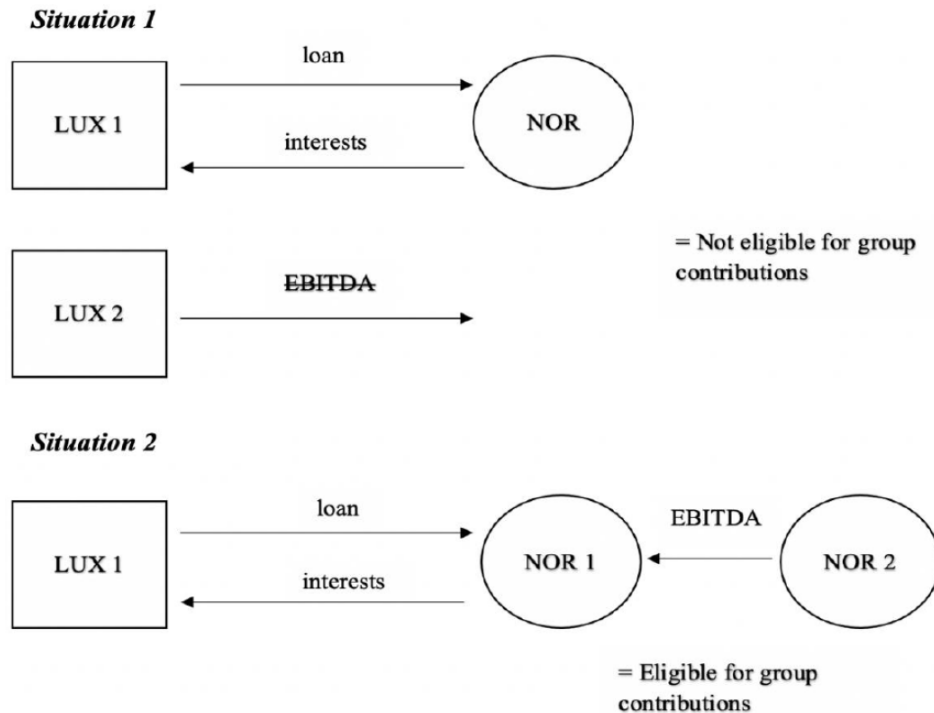 Situation 1
loan
LUX 1
NOR
interests
= Not eligible for group
contributions
EBITDA
LUX 2
Situation 2
loan
EBITDA
LUX 1
NOR 1
NOR 2
interests
= Eligible for group
contributions